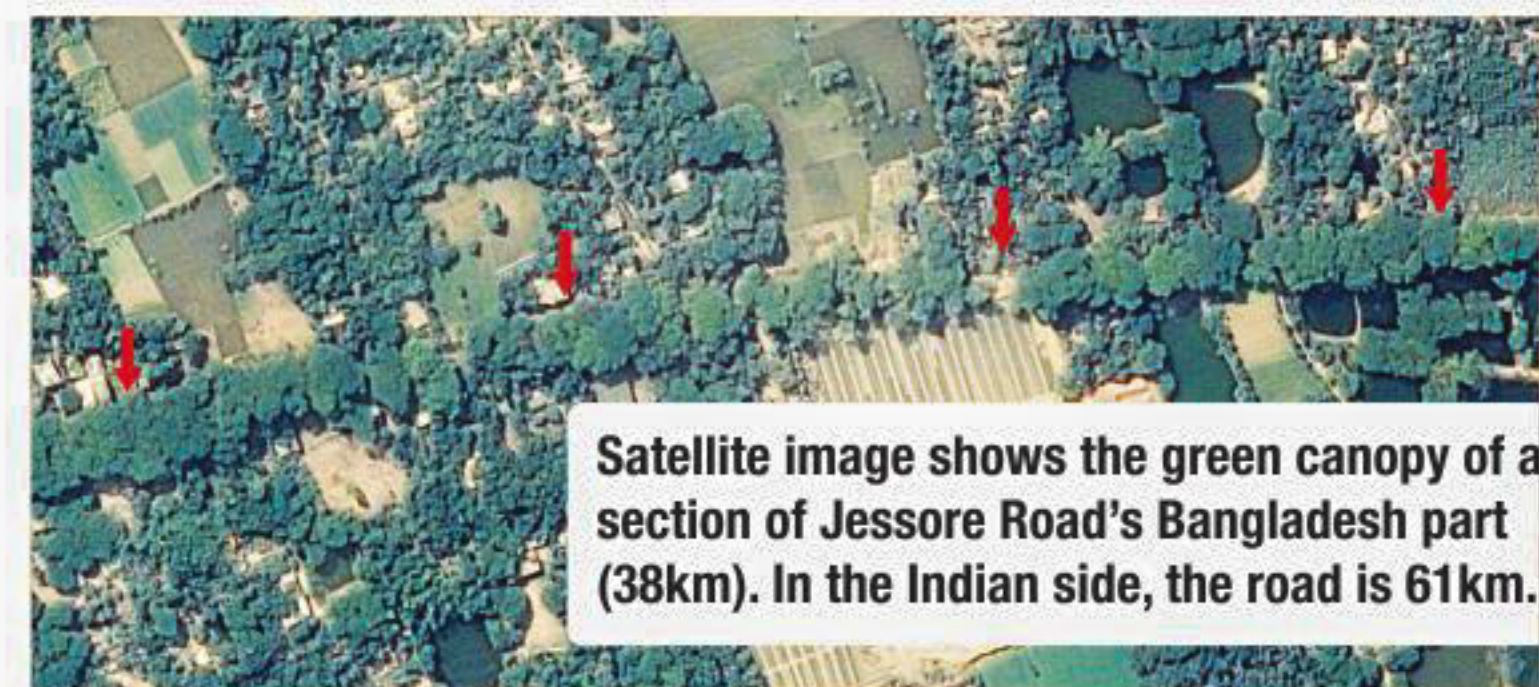 Satellite image shows the green canopy of a
section of Jessore Road's Bangladesh part
(38km). In the Indian side, the road is 61km.